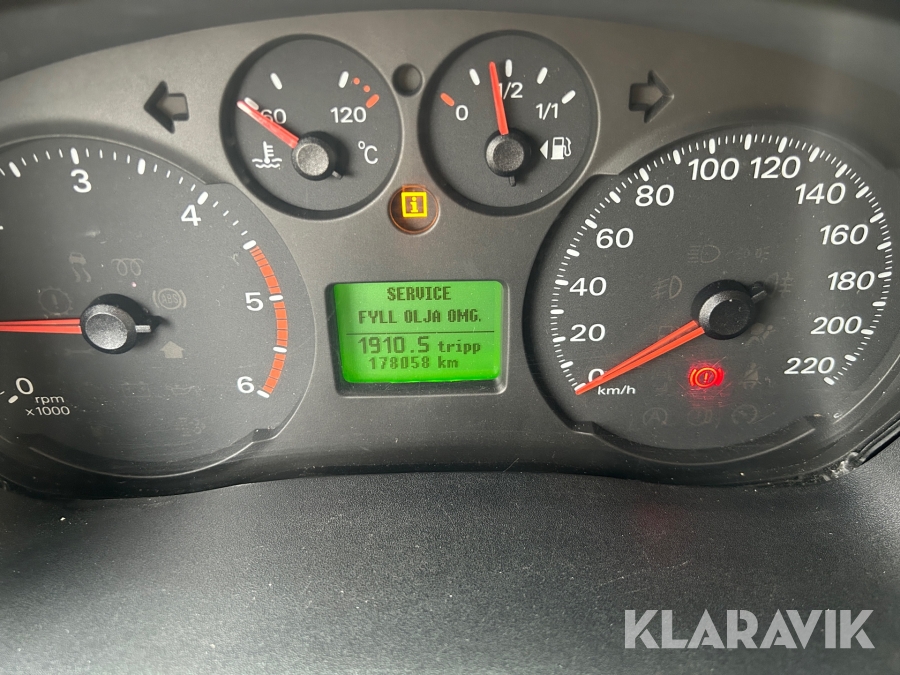 60 120 °C
0 1/2 1/1
i
3 4 5 6
0
rpm
x1000
ABS
SERVICE
FYLL OLJA OMG.
1910.5 tripp
178058 km
0 20 40 60 80 100 120 140 160 180 200 220
km/h
KLARAVIK